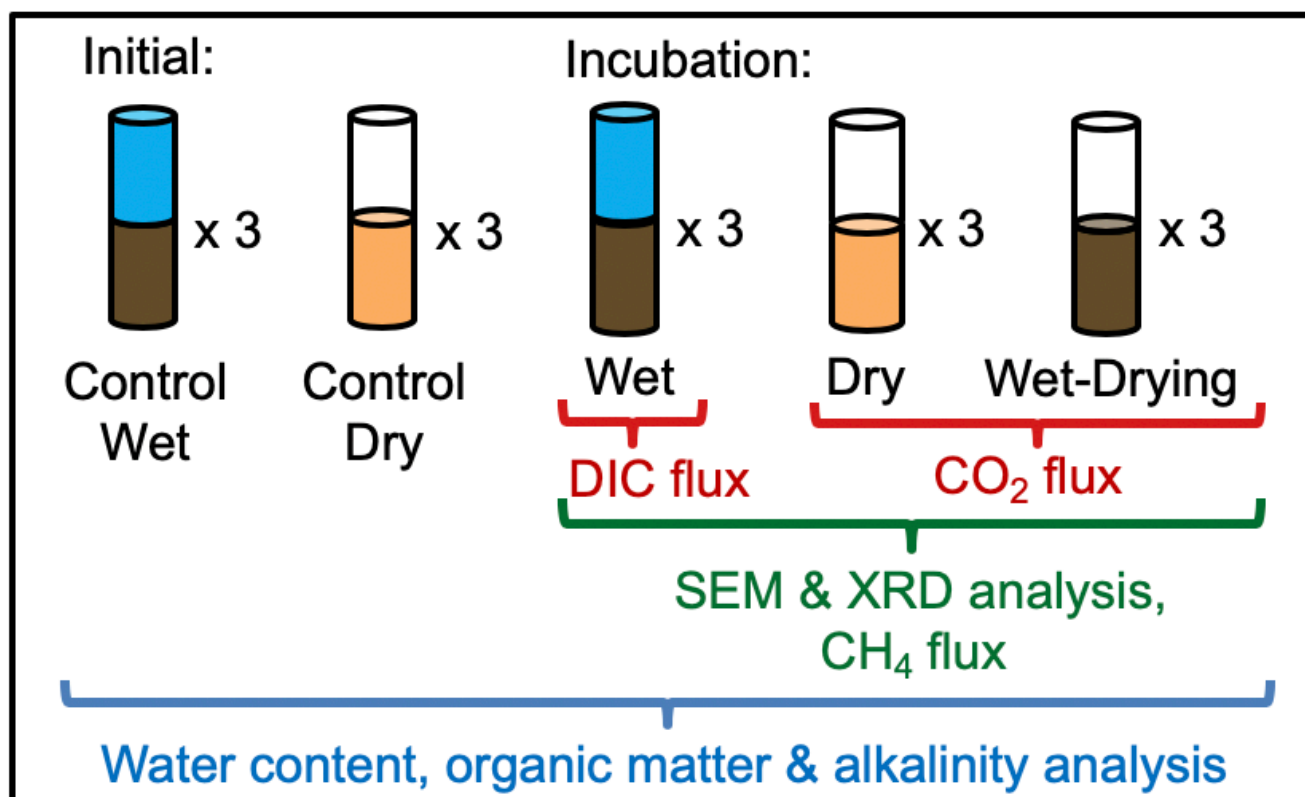 Initial:
Incubation:
x 3
x 3
x 3
x 3
x 3
Control
Wet
Control
Dry
Wet
Dry
Wet-Drying
DIC flux
CO₂ flux
SEM & XRD analysis,
CH₄ flux
Water content, organic matter & alkalinity analysis